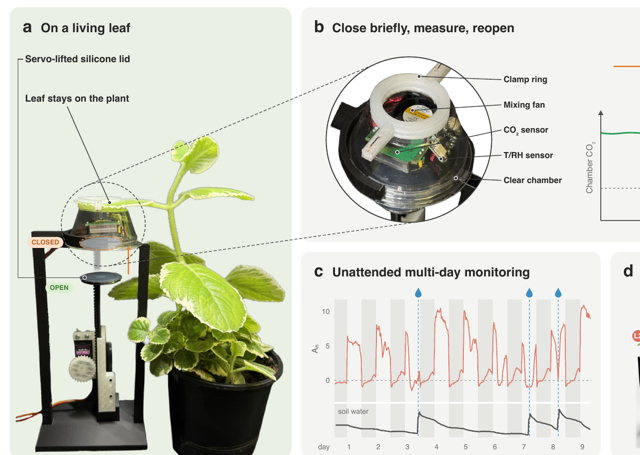 a On a living leaf
Servo-lifted silicone lid
Leaf stays on the plant
CLOSED
OPEN
b Close briefly, measure, reopen
Clamp ring
Mixing fan
CO₂ sensor
T/RH sensor
Clear chamber
Chamber CO₂
c Unattended multi-day monitoring
10
5
0
Aₙ
soil water
day 1 2 3 4 5 6 7 8 9
d